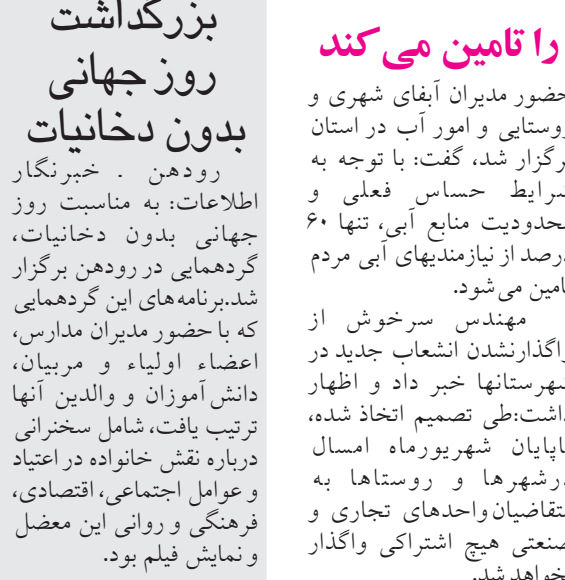 را تامین می‌کند
حضور مدیران آبفای شهری و
روستایی و امور آب در استان
برگزار شد، گفت: با توجه به
شرایط حساس فعلی و
محدودیت منابع آبی، تنها ۶۰
درصد از نیازمندیهای آبی مردم
تامین می‌شود.
مهندس سرخوش از
واگذارنشدن انشعاب جدید در
شهرستانها خبر داد و اظهار
داشت:طی تصمیم اتخاذ شده،
تاپایان شهریورماه امسال
درشهرها و روستاها به
متقاضیان واحدهای تجاری و
صنعتی هیچ اشتراکی واگذار
نخواهدشد.
بزرگداشت
روز جهانی
بدون دخانیات
رودهن . خبرنگار
اطلاعات: به مناسبت روز
جهانی بدون دخانیات،
گردهمایی در رودهن برگزار
شد.برنامه‌های این گردهمایی
که با حضور مدیران مدارس،
اعضاء اولیاء و مربیان،
دانش‌آموزان و والدین آنها
ترتیب یافت، شامل سخنرانی
درباره نقش خانواده در اعتیاد
و عوامل اجتماعی، اقتصادی،
فرهنگی و روانی این معضل
و نمایش فیلم بود.